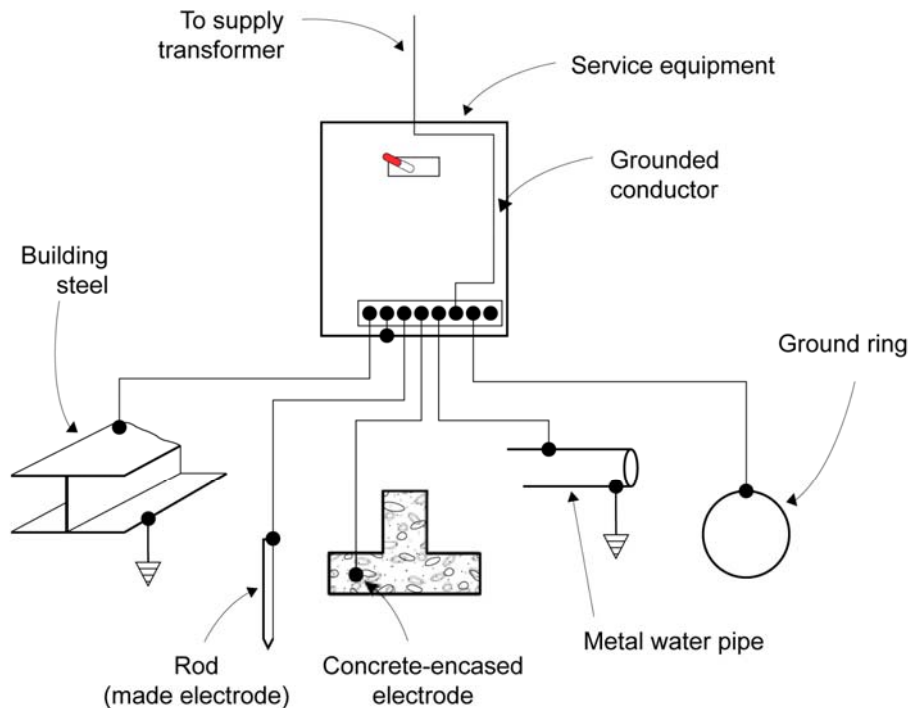 To supply
transformer
Service equipment
Grounded
conductor
Building
steel
Ground ring
Metal water pipe
Rod
(made electrode)
Concrete-encased
electrode